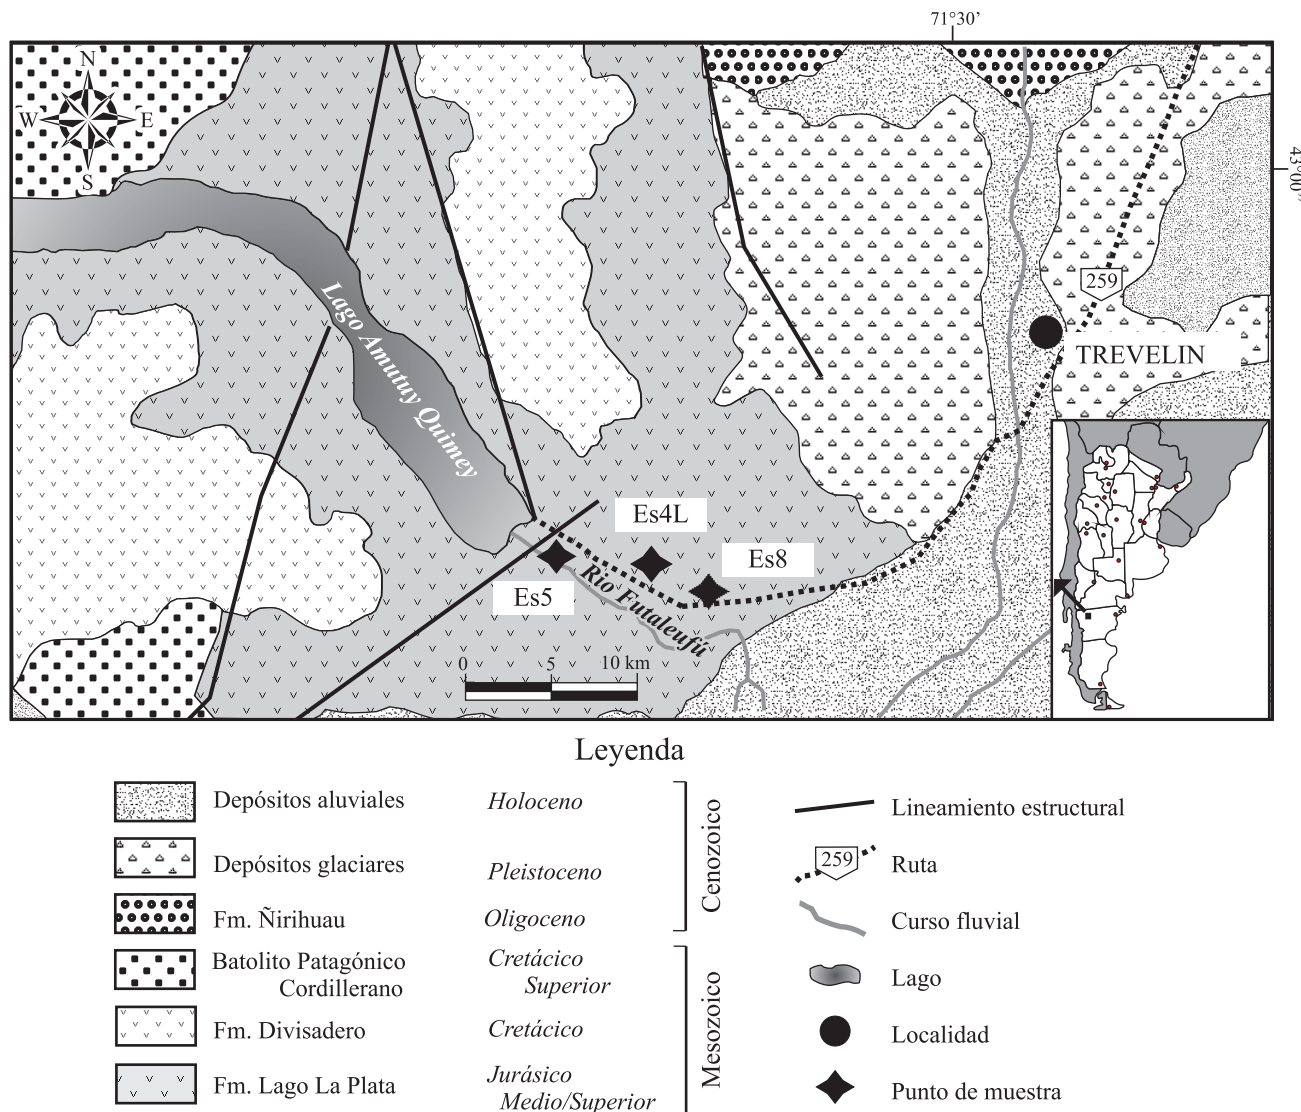 71°30’
N
W
E
S
43°00’’
259
Lago Amutuy Quimey
TREVELIN
Es4L
Es8
Es5
Rio Futaleufú
0 5 10 km
Leyenda
Depósitos aluviales
Holoceno
Depósitos glaciares
Pleistoceno
Fm. Ñirihuau
Oligoceno
Cenozoico
Batolito Patagónico
Cordillerano
Cretácico
Superior
Fm. Divisadero
Cretácico
Fm. Lago La Plata
Jurásico
Medio/Superior
Mesozoico
Lineamiento estructural
259
Ruta
Curso fluvial
Lago
Localidad
Punto de muestra